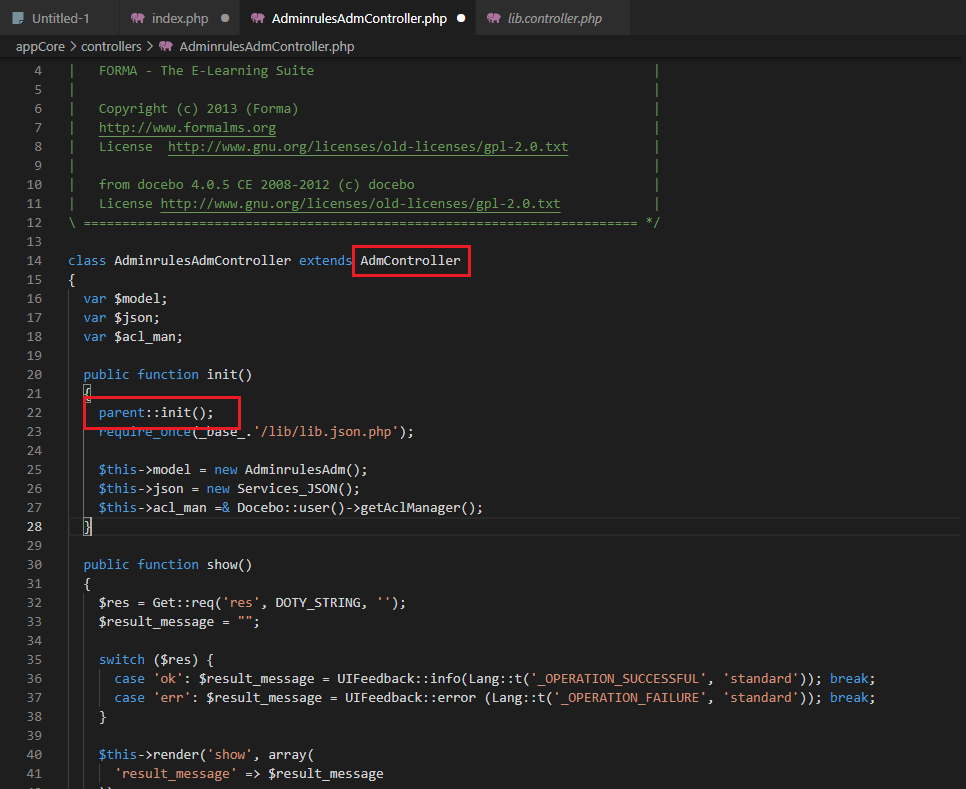 Untitled-1 index.php ● AdminrulesAdmController.php ● lib.controller.php
appCore > controllers > AdminrulesAdmController.php
4 | FORMA - The E-Learning Suite |
5 | |
6 | Copyright (c) 2013 (Forma) |
7 | http://www.formalms.org |
8 | License http://www.gnu.org/licenses/old-licenses/gpl-2.0.txt |
9 | |
10 | from docebo 4.0.5 CE 2008-2012 (c) docebo |
11 | License http://www.gnu.org/licenses/old-licenses/gpl-2.0.txt |
12 \ ======================================================================== */
13
14 class AdminrulesAdmController extends AdmController
15 {
16 var $model;
17 var $json;
18 var $acl_man;
19
20 public function init()
21 {
22 parent::init();
23 require_once(_base_.'/lib/lib.json.php');
24
25 $this->model = new AdminrulesAdm();
26 $this->json = new Services_JSON();
27 $this->acl_man =& Docebo::user()->getAclManager();
28 }
29
30 public function show()
31 {
32 $res = Get::req('res', DOTY_STRING, '');
33 $result_message = "";
34
35 switch ($res) {
36 case 'ok': $result_message = UIFeedback::info(Lang::t('_OPERATION_SUCCESSFUL', 'standard')); break;
37 case 'err': $result_message = UIFeedback::error (Lang::t('_OPERATION_FAILURE', 'standard')); break;
38 }
39
40 $this->render('show', array(
41 'result_message' => $result_message